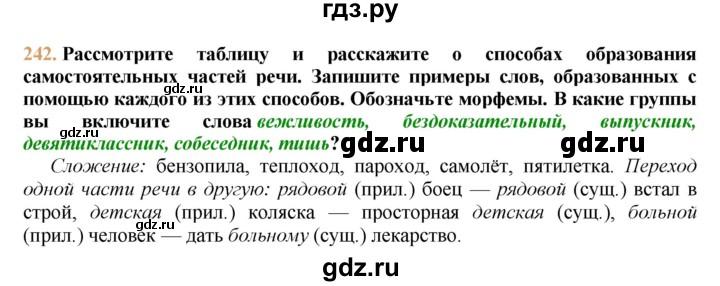 гдз.ру
242. Рассмотрите таблицу и расскажите о способах образования
самостоятельных частей речи. Запишите примеры слов, образованных с
помощью каждого из этих способов. Обозначьте морфемы. В какие группы
вы включите слова вежливость, бездоказательный, выпускник,
девятиклассник, собеседник, тишь?
Сложение: бензопила, теплоход, пароход, самолёт, пятилетка. Переход
одной части речи в другую: рядовой (прил.) боец — рядовой (сущ.) встал в
строй, детская (прил.) коляска — просторная детская (сущ.), больной
(прил.) человек — дать больному (сущ.) лекарство.
gdz.ru
gdz.ru
gdz.ru
gdz.ru
gdz.ru